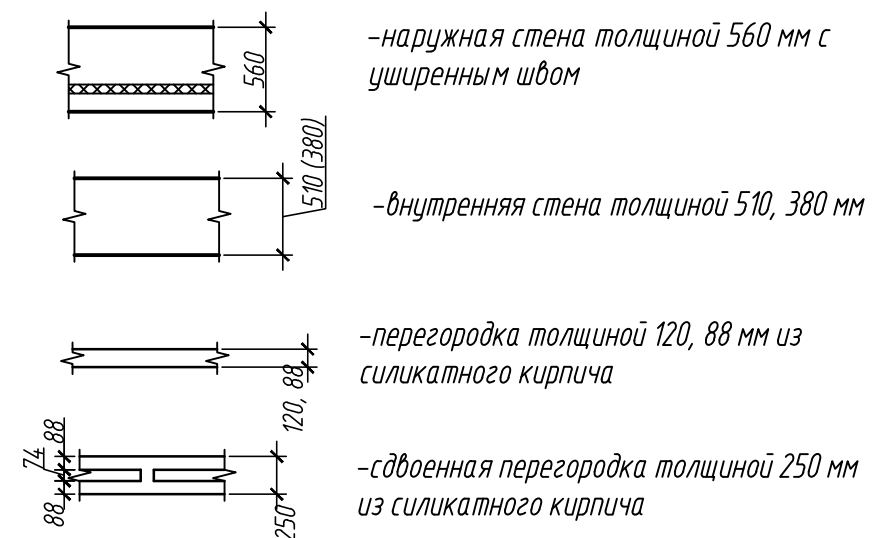 560
-наружная стена толщиной 560 мм с
уширенным швом
510 (380)
-внутренняя стена толщиной 510, 380 мм
120, 88
-перегородка толщиной 120, 88 мм из
силикатного кирпича
88
74
88
250
-сдвоенная перегородка толщиной 250 мм
из силикатного кирпича